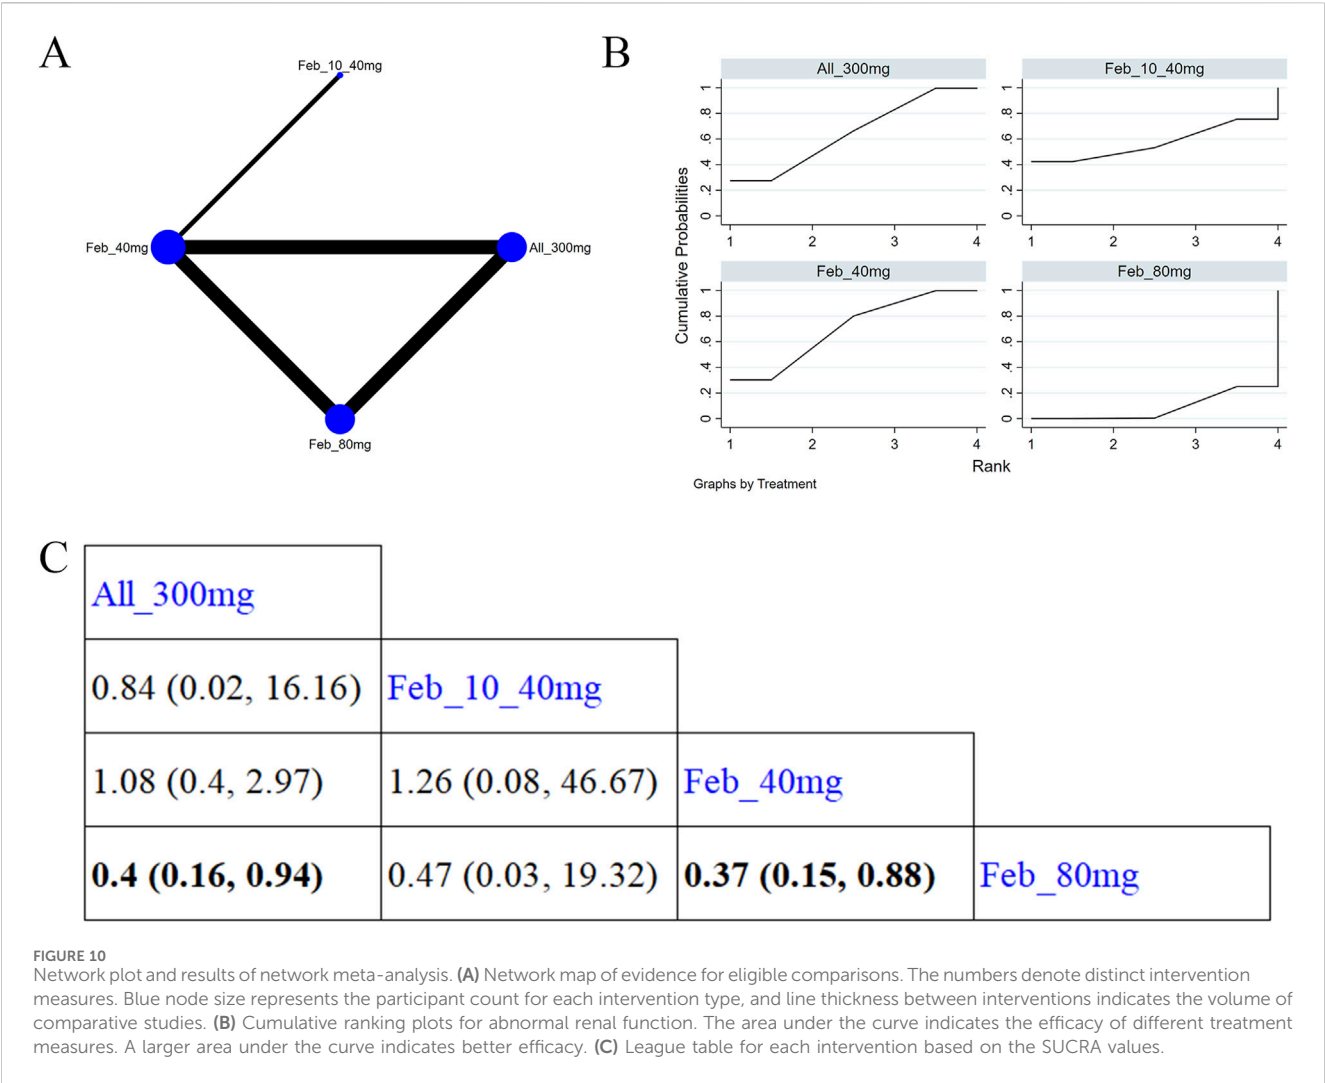 A
Feb_10_40mg
Feb_40mg
All_300mg
Feb_80mg
B
Cumulative Probabilities
All_300mg
0 .2 .4 .6 .8 1
1 2 3 4
Feb_10_40mg
0 .2 .4 .6 .8 1
1 2 3 4
Feb_40mg
0 .2 .4 .6 .8 1
1 2 3 4
Feb_80mg
0 .2 .4 .6 .8 1
1 2 3 4
Rank
Graphs by Treatment
C
All_300mg
0.84 (0.02, 16.16) Feb_10_40mg
1.08 (0.4, 2.97) 1.26 (0.08, 46.67) Feb_40mg
0.4 (0.16, 0.94) 0.47 (0.03, 19.32) 0.37 (0.15, 0.88) Feb_80mg
FIGURE 10
Network plot and results of network meta-analysis. (A) Network map of evidence for eligible comparisons. The numbers denote distinct intervention
measures. Blue node size represents the participant count for each intervention type, and line thickness between interventions indicates the volume of
comparative studies. (B) Cumulative ranking plots for abnormal renal function. The area under the curve indicates the efficacy of different treatment
measures. A larger area under the curve indicates better efficacy. (C) League table for each intervention based on the SUCRA values.